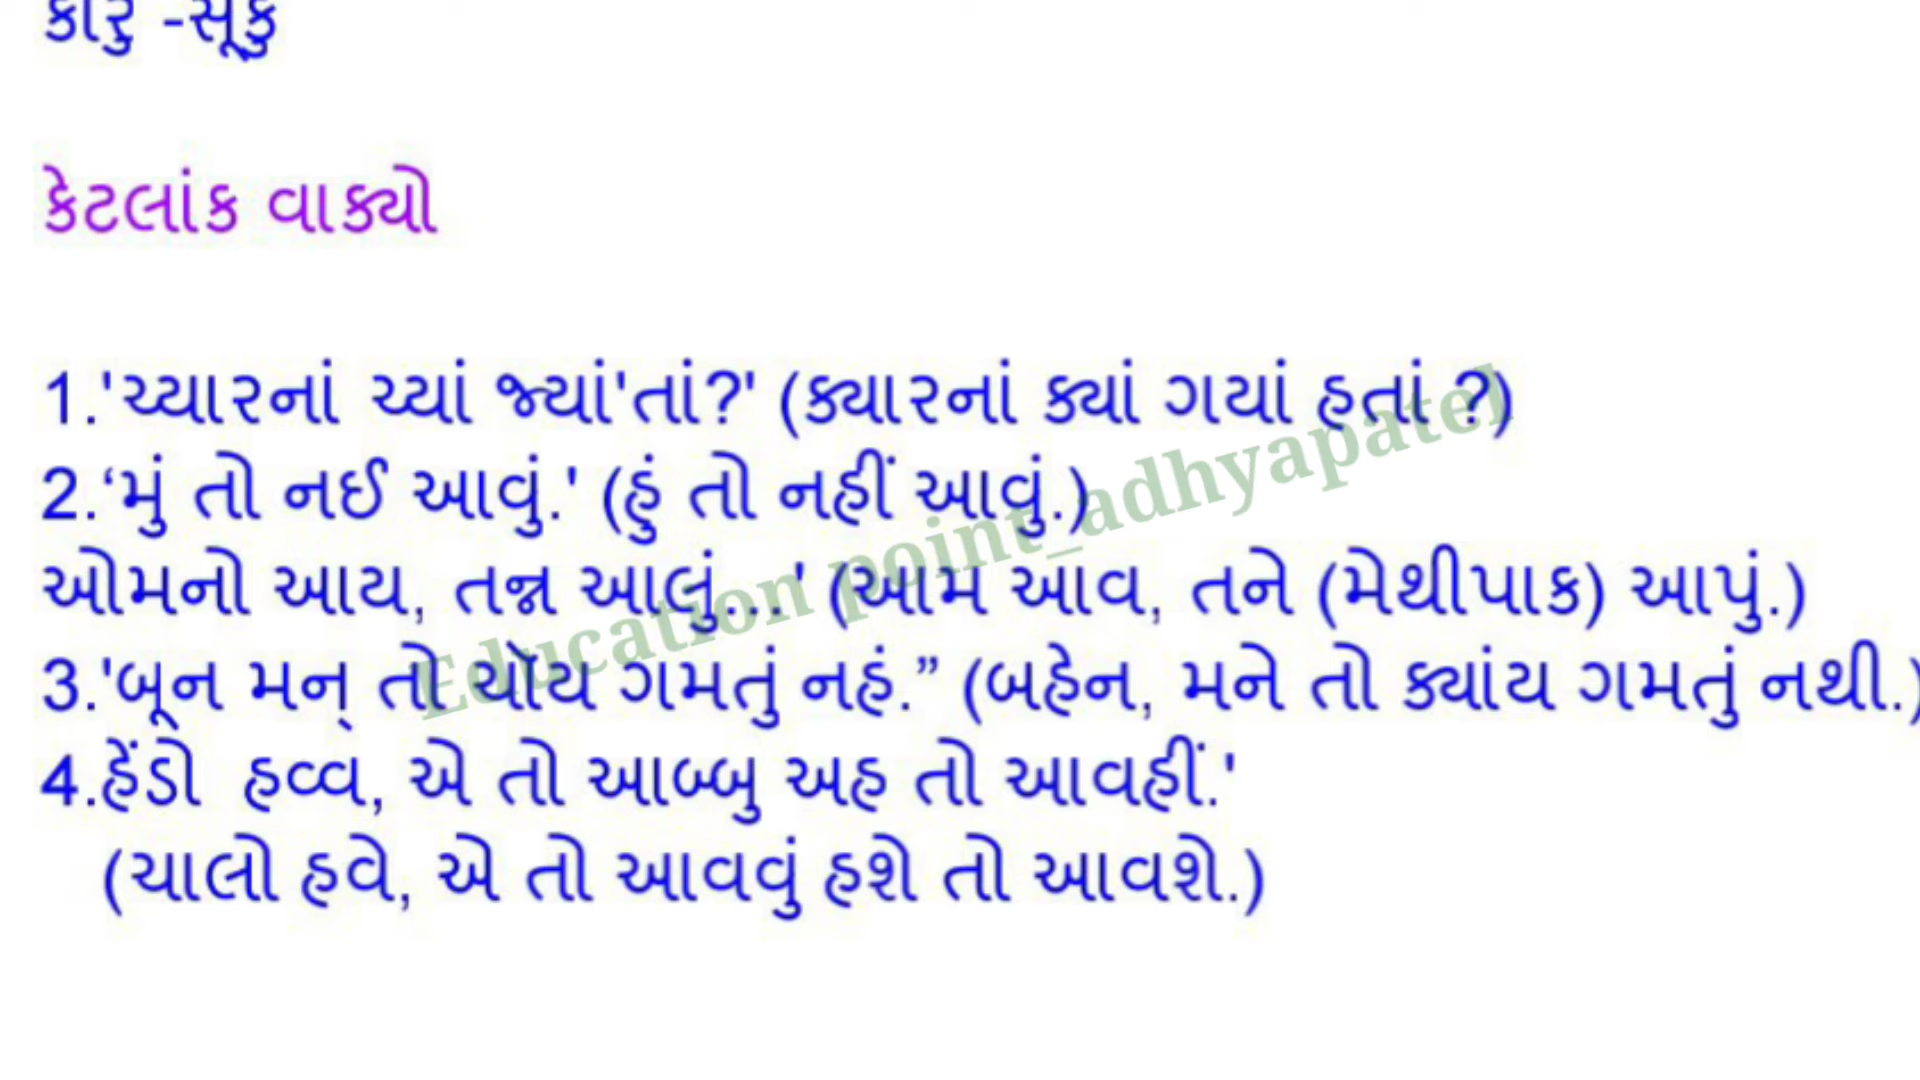 કોરું -સૂકું
કેટલાંક વાક્યો
1.'ચ્યારનાં ચ્યાં જ્યાં'તાં?' (ક્યારનાં ક્યાં ગયાં હતાં ?)
2.‘મું તો નઈ આવું.' (હું તો નહીં આવું.)
ઓમનો આય, તન્ન આલું...' (આમ આવ, તને (મેથીપાક) આપું.)
3.'બૂન મન્ તો ચોંય ગમતું નહં.” (બહેન, મને તો ક્યાંય ગમતું નથી.)
4.હેંડો હવ્વ, એ તો આબ્બુ અહ તો આવહીં.'
(ચાલો હવે, એ તો આવવું હશે તો આવશે.)
Education point_adhyapatel